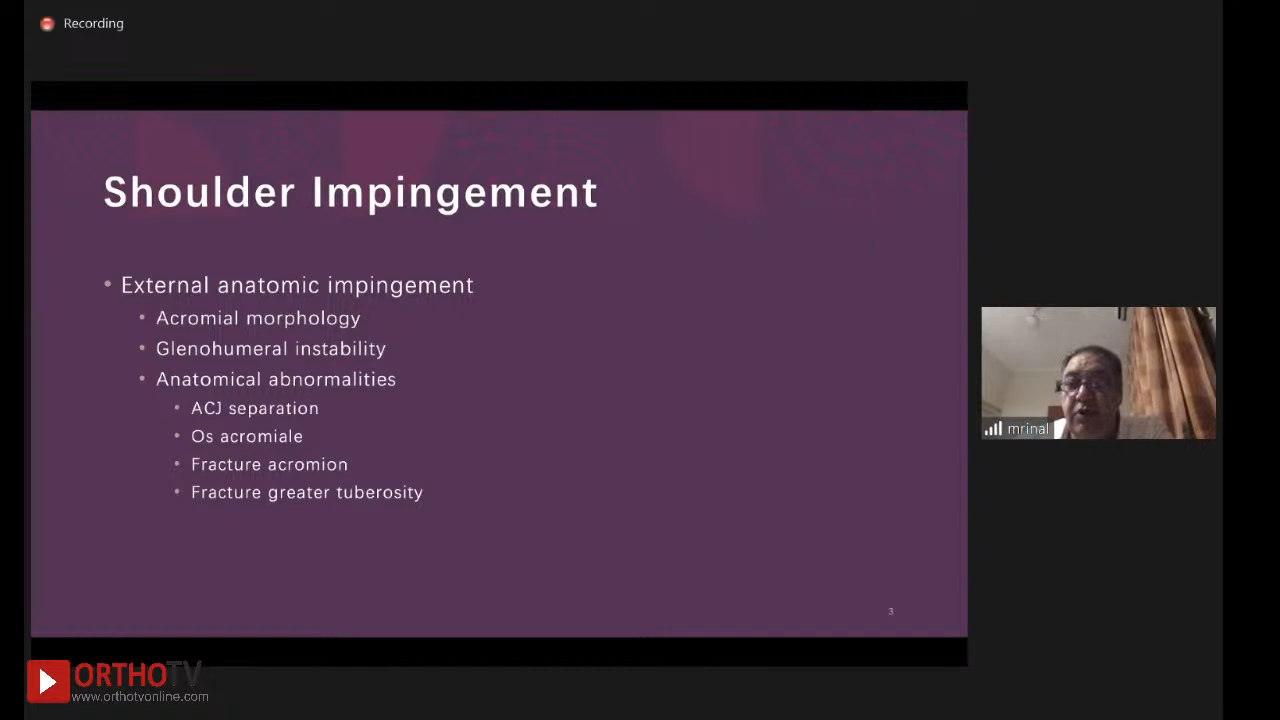 Recording
Shoulder Impingement
• External anatomic impingement
• Acromial morphology
• Glenohumeral instability
• Anatomical abnormalities
• ACJ separation
• Os acromiale
• Fracture acromion
• Fracture greater tuberosity
3
mrinal
ORTHOTV
www.orthotvonline.com